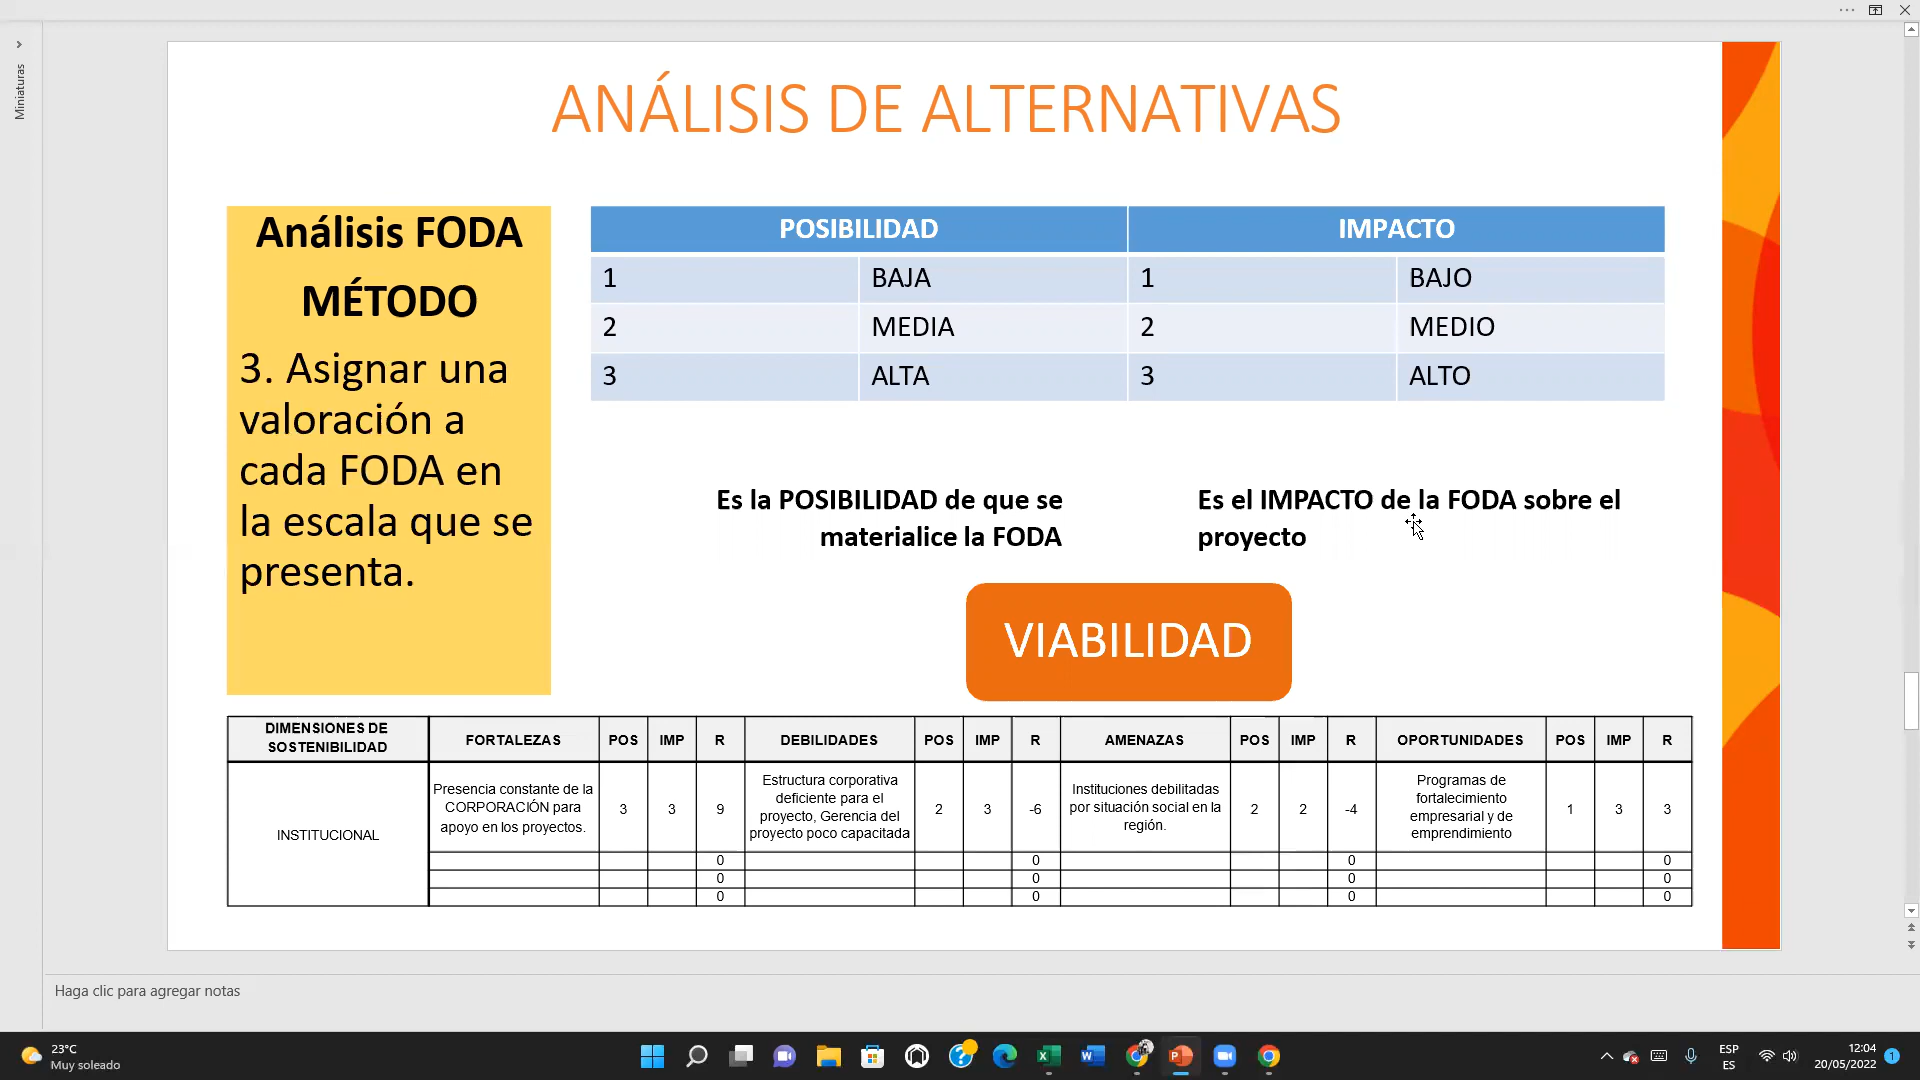 Miniaturas
ANÁLISIS DE ALTERNATIVAS
Análisis FODA
MÉTODO
3. Asignar una
valoración a
cada FODA en
la escala que se
presenta.
POSIBILIDAD IMPACTO
1 BAJA 1 BAJO
2 MEDIA 2 MEDIO
3 ALTA 3 ALTO
Es la POSIBILIDAD de que se
materialice la FODA
Es el IMPACTO de la FODA sobre el
proyecto
VIABILIDAD
DIMENSIONES DE
SOSTENIBILIDAD
FORTALEZAS POS IMP R DEBILIDADES POS IMP R AMENAZAS POS IMP R OPORTUNIDADES POS IMP R
INSTITUCIONAL
Presencia constante de la
CORPORACIÓN para
apoyo en los proyectos.
3 3 9
Estructura corporativa
deficiente para el
proyecto, Gerencia del
proyecto poco capacitada
2 3 -6
Instituciones debilitadas
por situación social en la
región.
2 2 -4
Programas de
fortalecimiento
empresarial y de
emprendimiento
1 3 3
0 0 0 0
0 0 0 0
0 0 0 0
Haga clic para agregar notas
23°C
Muy soleado
ESP
ES
12:04
20/05/2022
1